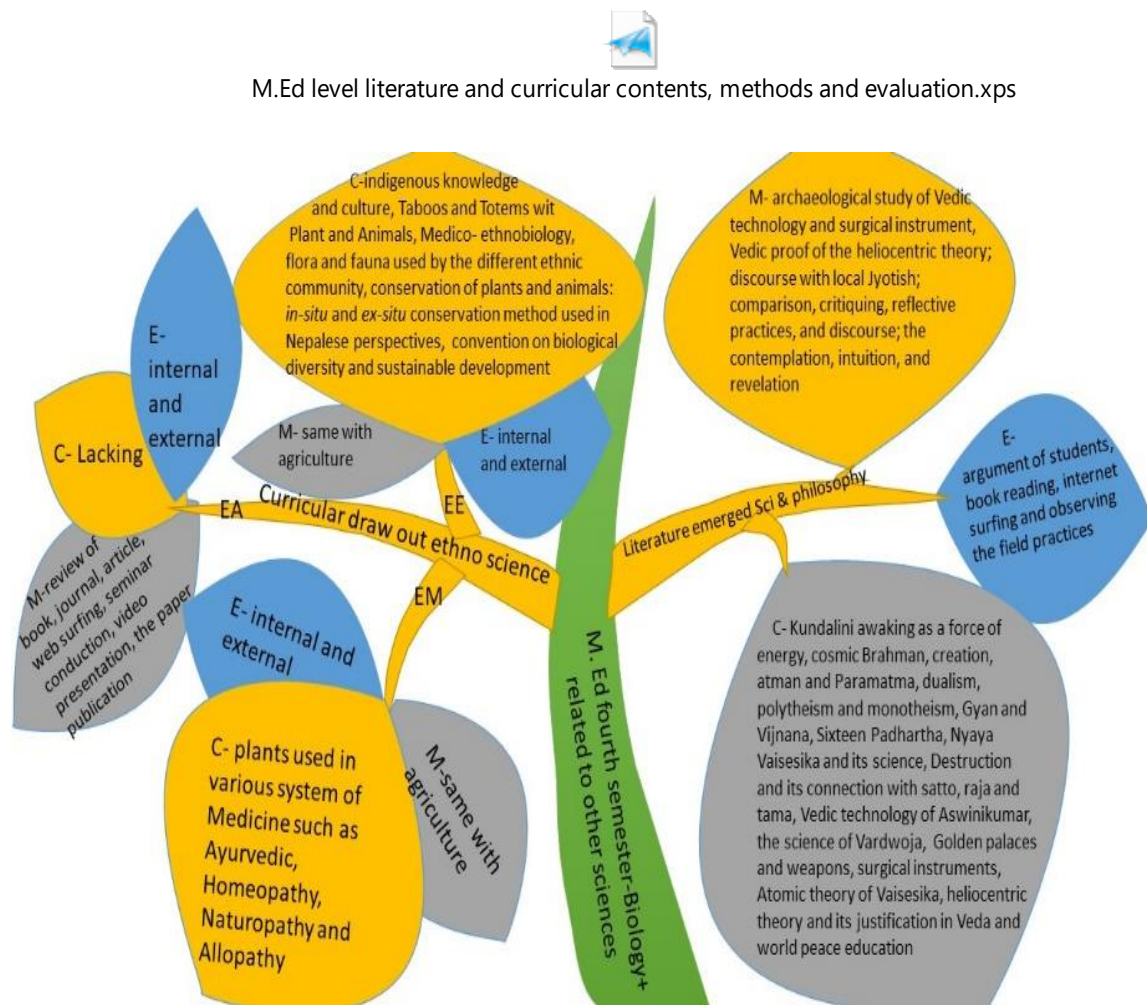 M.Ed level literature and curricular contents, methods and evaluation.xps
C-indigenous knowledge
and culture, Taboos and Totems wit
Plant and Animals, Medico- ethnobiology,
flora and fauna used by the different ethnic
community, conservation of plants and animals:
in-situ and ex-situ conservation method used in
Nepalese perspectives, convention on biological
diversity and sustainable development
M- archaeological study of Vedic
technology and surgical instrument,
Vedic proof of the heliocentric theory;
discourse with local Jyotish;
comparison, critiquing, reflective
practices, and discourse; the
contemplation, intuition, and
revelation
E-
internal
and
external
C- Lacking
M- same with
agriculture
E- internal
and external
EA
Curricular draw out ethno science
EE
EM
Literature emerged Sci & philosophy
E-
argument of students,
book reading, internet
surfing and observing
the field practices
M-review of
book, journal, article,
web surfing, seminar
conduction, video
presentation, the paper
publication
E- internal and
external
C- plants used in
various system of
Medicine such as
Ayurvedic,
Homeopathy,
Naturopathy and
Allopathy
M-same with
agriculture
M. Ed fourth semester-Biology+
related to other sciences
C- Kundalini awaking as a force of
energy, cosmic Brahman, creation,
atman and Paramatma, dualism,
polytheism and monotheism, Gyan and
Vijnana, Sixteen Padhartha, Nyaya
Vaisesika and its science, Destruction
and its connection with satto, raja and
tama, Vedic technology of Aswinikumar,
the science of Vardwoja, Golden palaces
and weapons, surgical instruments,
Atomic theory of Vaisesika, heliocentric
theory and its justification in Veda and
world peace education